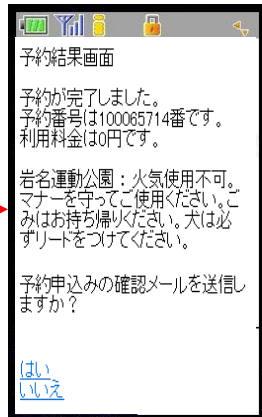 予約結果画面
予約が完了しました。
予約番号は100065714番です。
利用料金は0円です。
岩名運動公園：火気使用不可。
マナーを守ってご使用ください。ご
みはお持ち帰りください。犬は必
ずリードをつけてください。
予約申込みの確認メールを送信し
ますか？
はい
いいえ